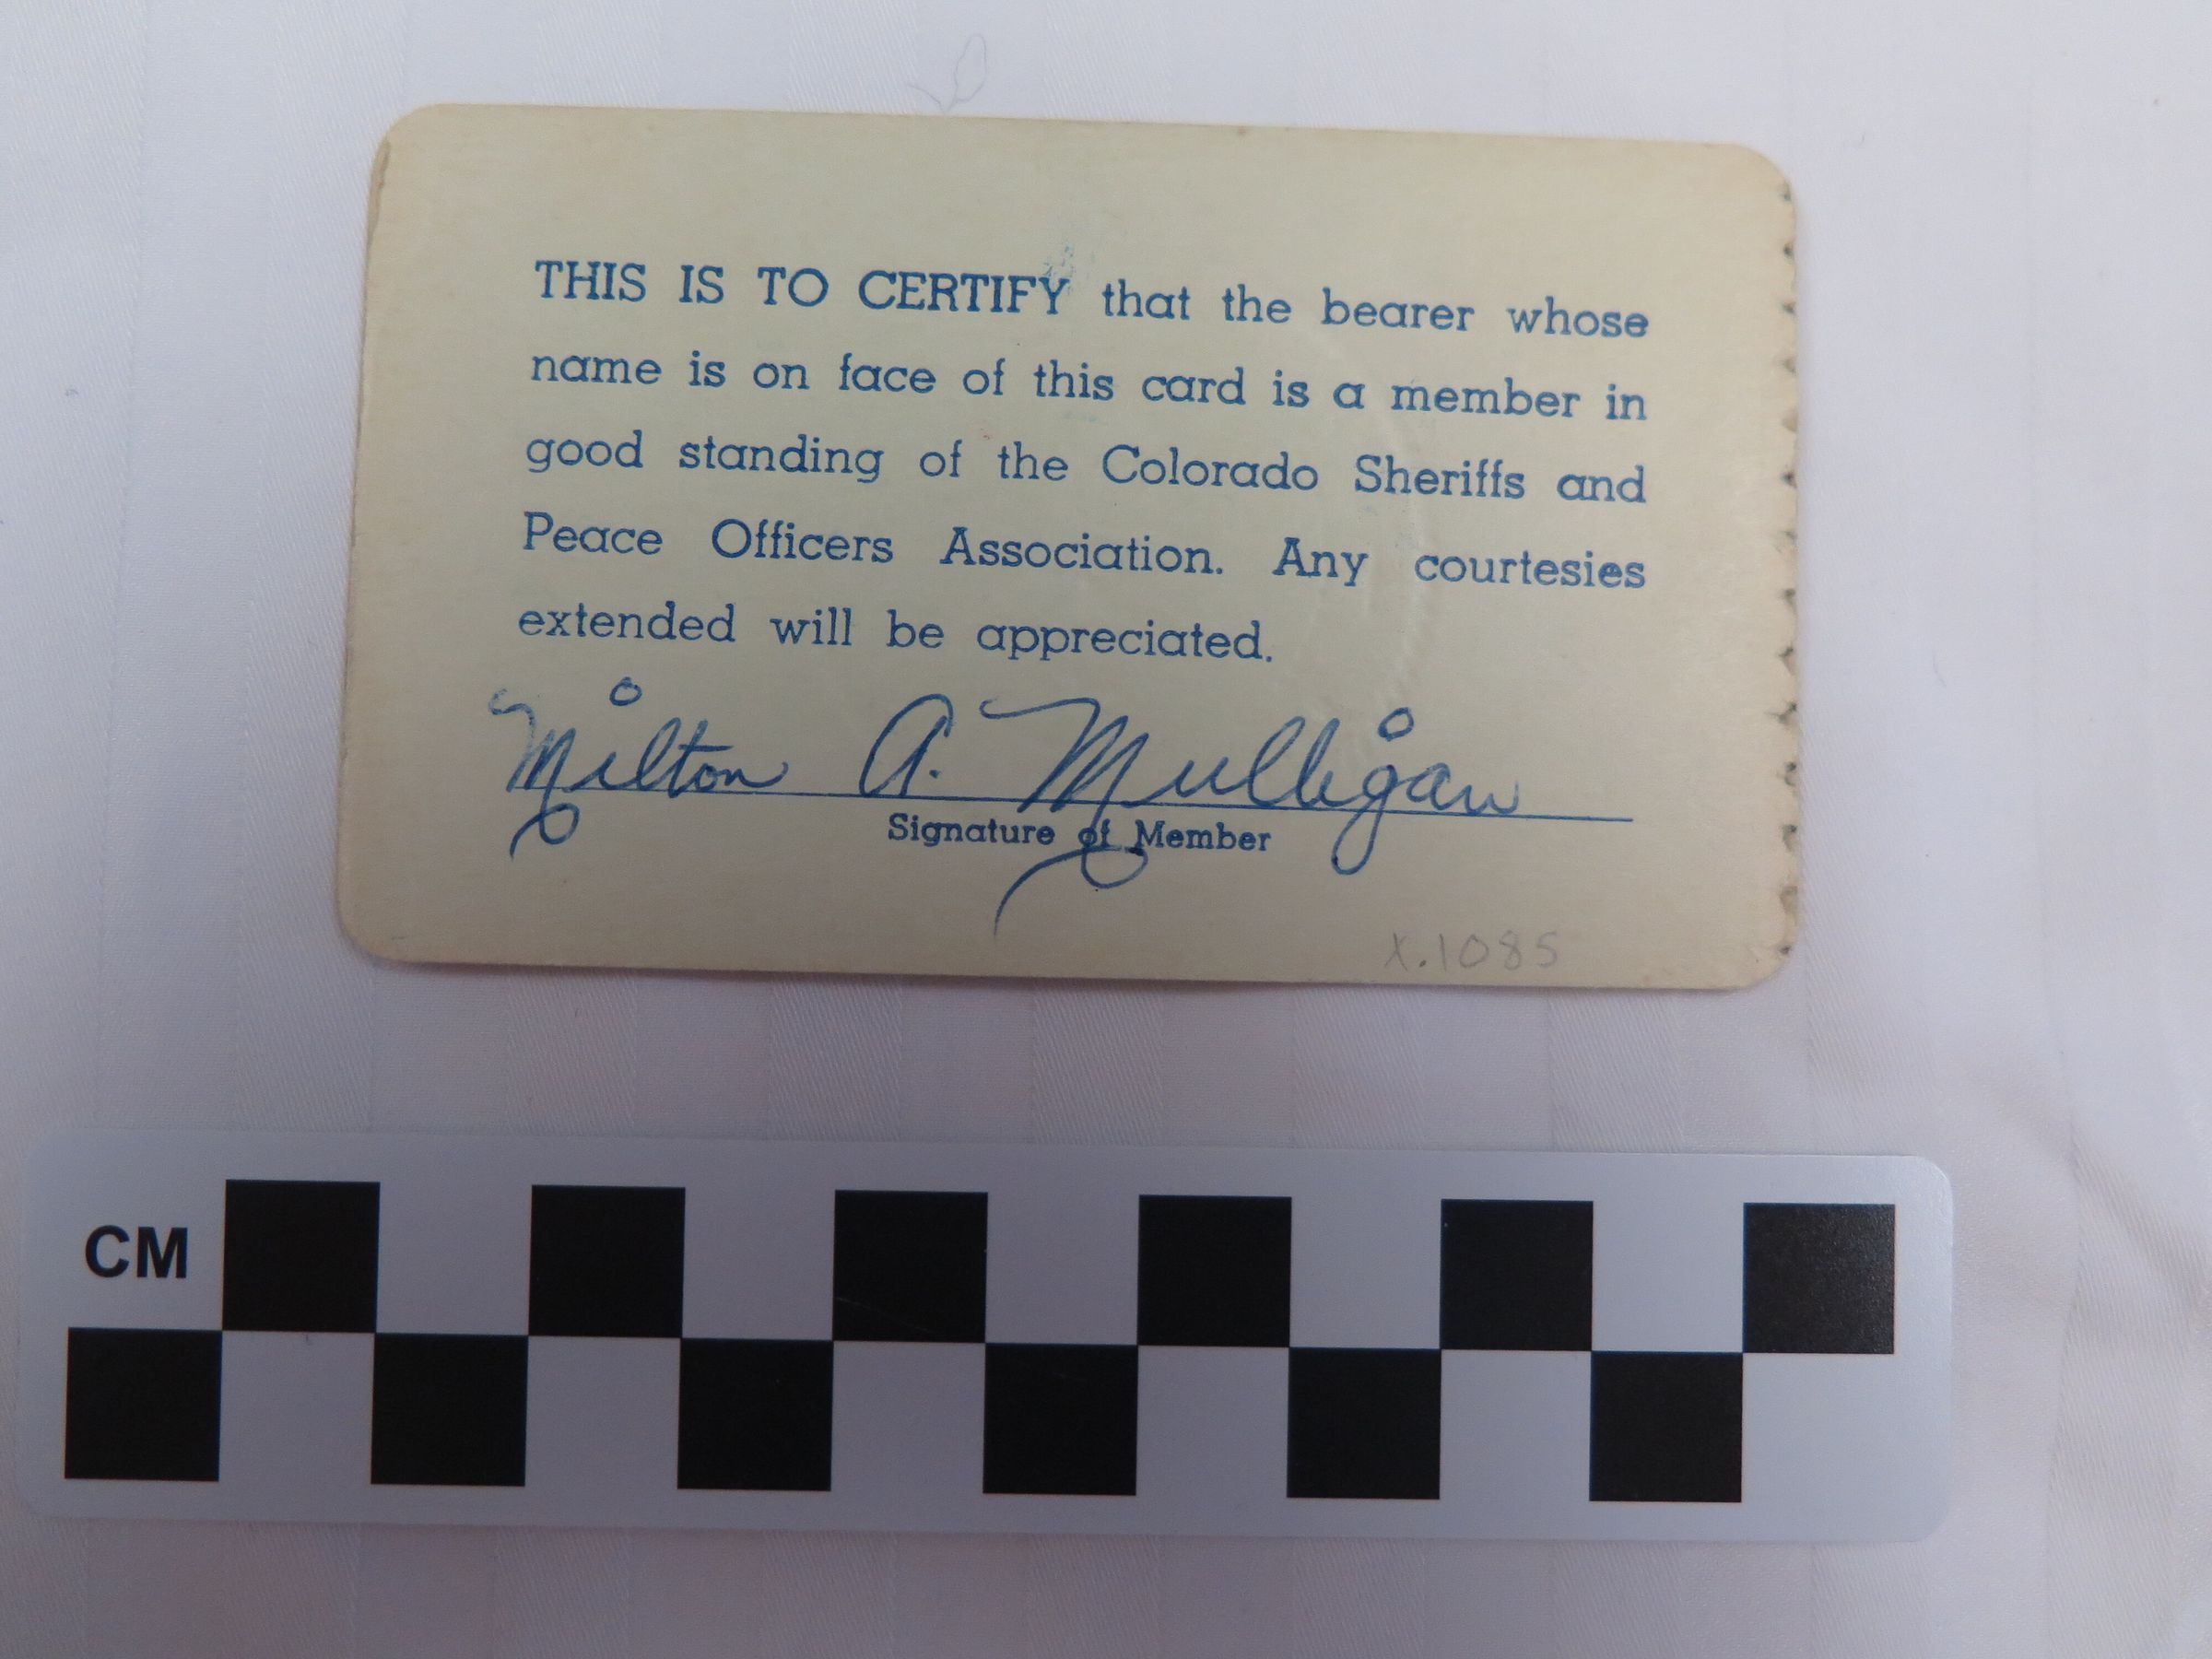 THIS IS TO CERTIFY that the bearer whose
name is on face of this card is a member in
good standing of the Colorado Sheriffs and
Peace Officers Association. Any courtesies
extended will be appreciated.
Milton A. Mulligan
Signature of Member
X.1085
CM